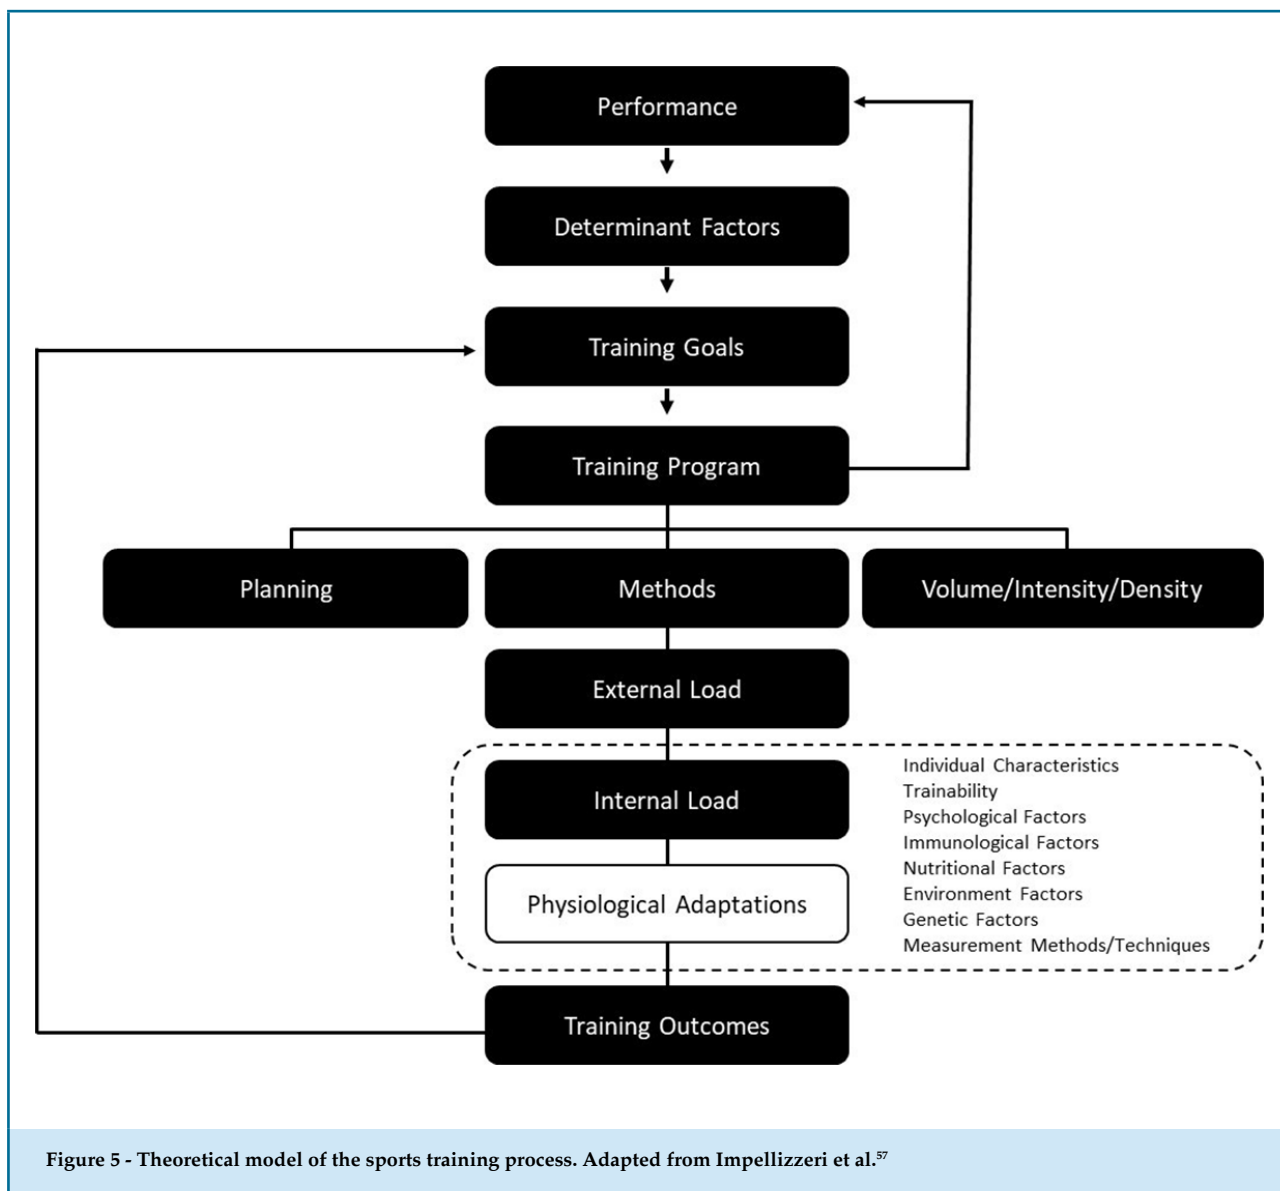 Performance
Determinant Factors
Training Goals
Training Program
Planning
Methods
Volume/Intensity/Density
External Load
Internal Load
Physiological Adaptations
Individual Characteristics
Trainability
Psychological Factors
Immunological Factors
Nutritional Factors
Environment Factors
Genetic Factors
Measurement Methods/Techniques
Training Outcomes
Figure 5 - Theoretical model of the sports training process. Adapted from Impellizzeri et al.⁵⁷